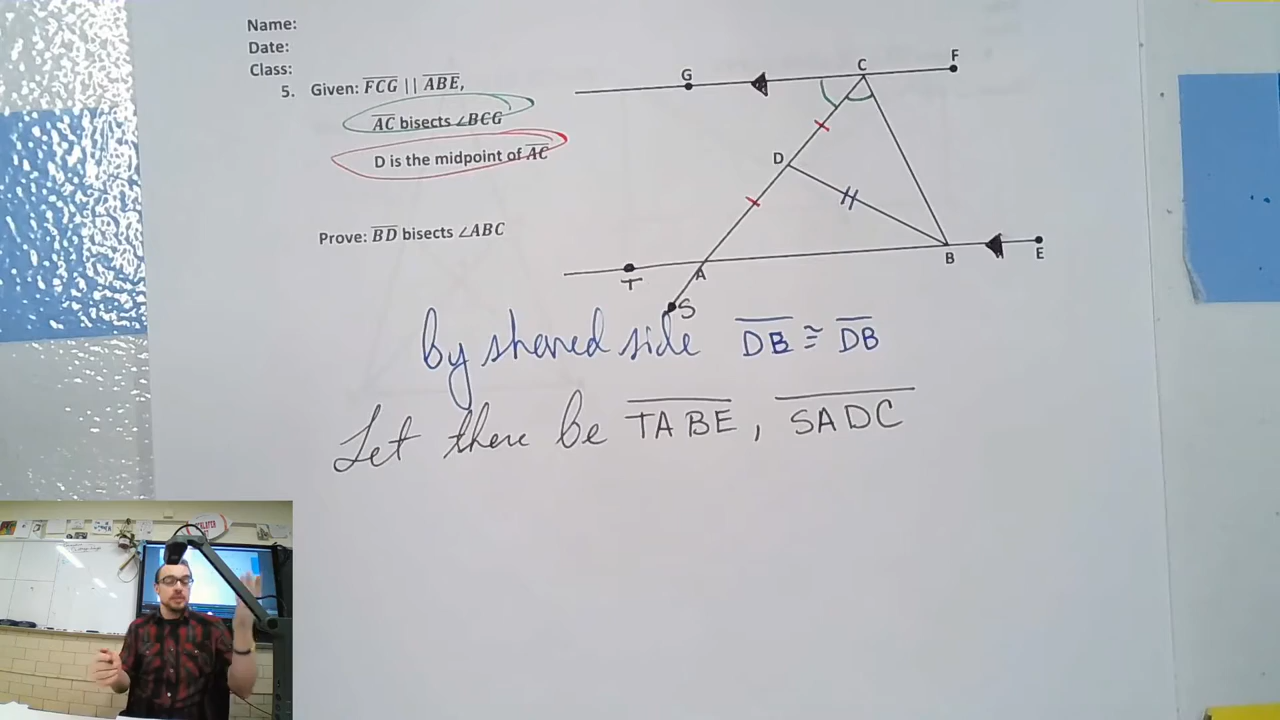 Name:
Date:
Class:
5. Given: FCG || ABE,
AC bisects ∠BCG
D is the midpoint of AC
Prove: BD bisects ∠ABC
G
C
F
D
T
A
B
E
S
By shared side DB ≅ DB
Let there be TABE, SADC